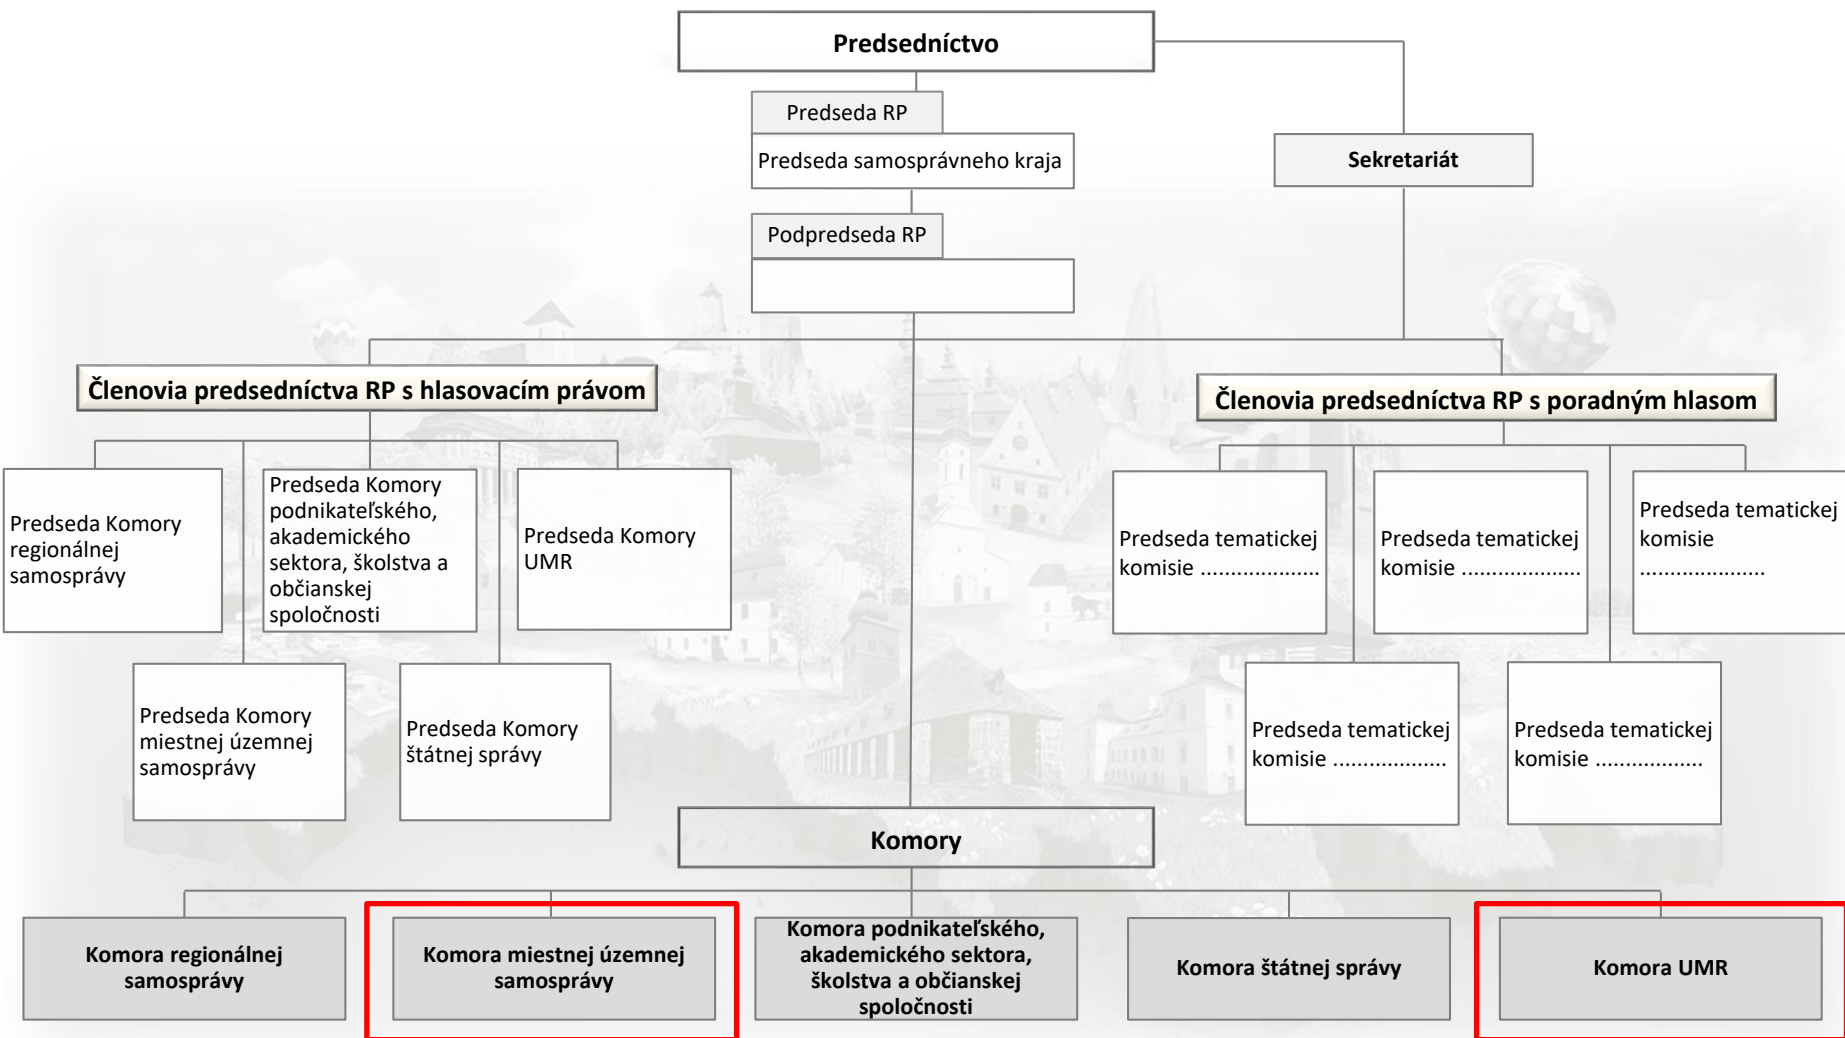 Predsedníctvo
Predseda RP
Predseda samosprávneho kraja
Sekretariát
Podpredseda RP
Členovia predsedníctva RP s hlasovacím právom
Členovia predsedníctva RP s poradným hlasom
Predseda Komory
regionálnej
samosprávy
Predseda Komory
podnikateľského,
akademického
sektora, školstva a
občianskej
spoločnosti
Predseda Komory
UMR
Predseda Komory
miestnej územnej
samosprávy
Predseda Komory
štátnej správy
Predseda tematickej
komisie ....................
Predseda tematickej
komisie ....................
Predseda tematickej
komisie
.....................
Predseda tematickej
komisie ...................
Predseda tematickej
komisie ..................
Komory
Komora regionálnej
samosprávy
Komora miestnej územnej
samosprávy
Komora podnikateľského,
akademického sektora,
školstva a občianskej
spoločnosti
Komora štátnej správy
Komora UMR